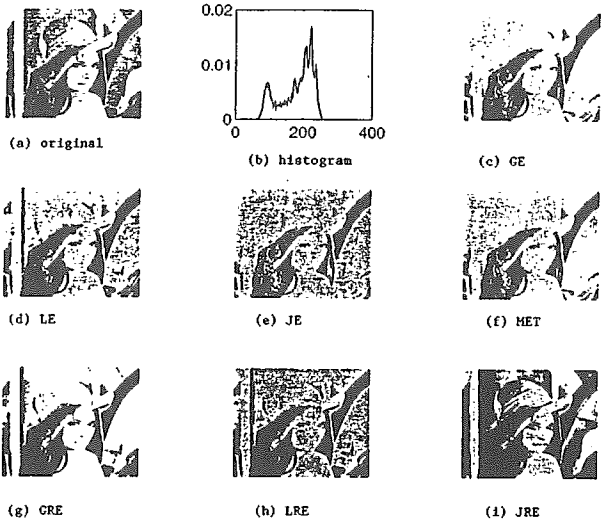 0.02
0.01
0
0
200
400
(a) original
(b) histogram
(c) GE
(d) LE
(e) JE
(f) MET
(g) GRE
(h) LRE
(i) JRE